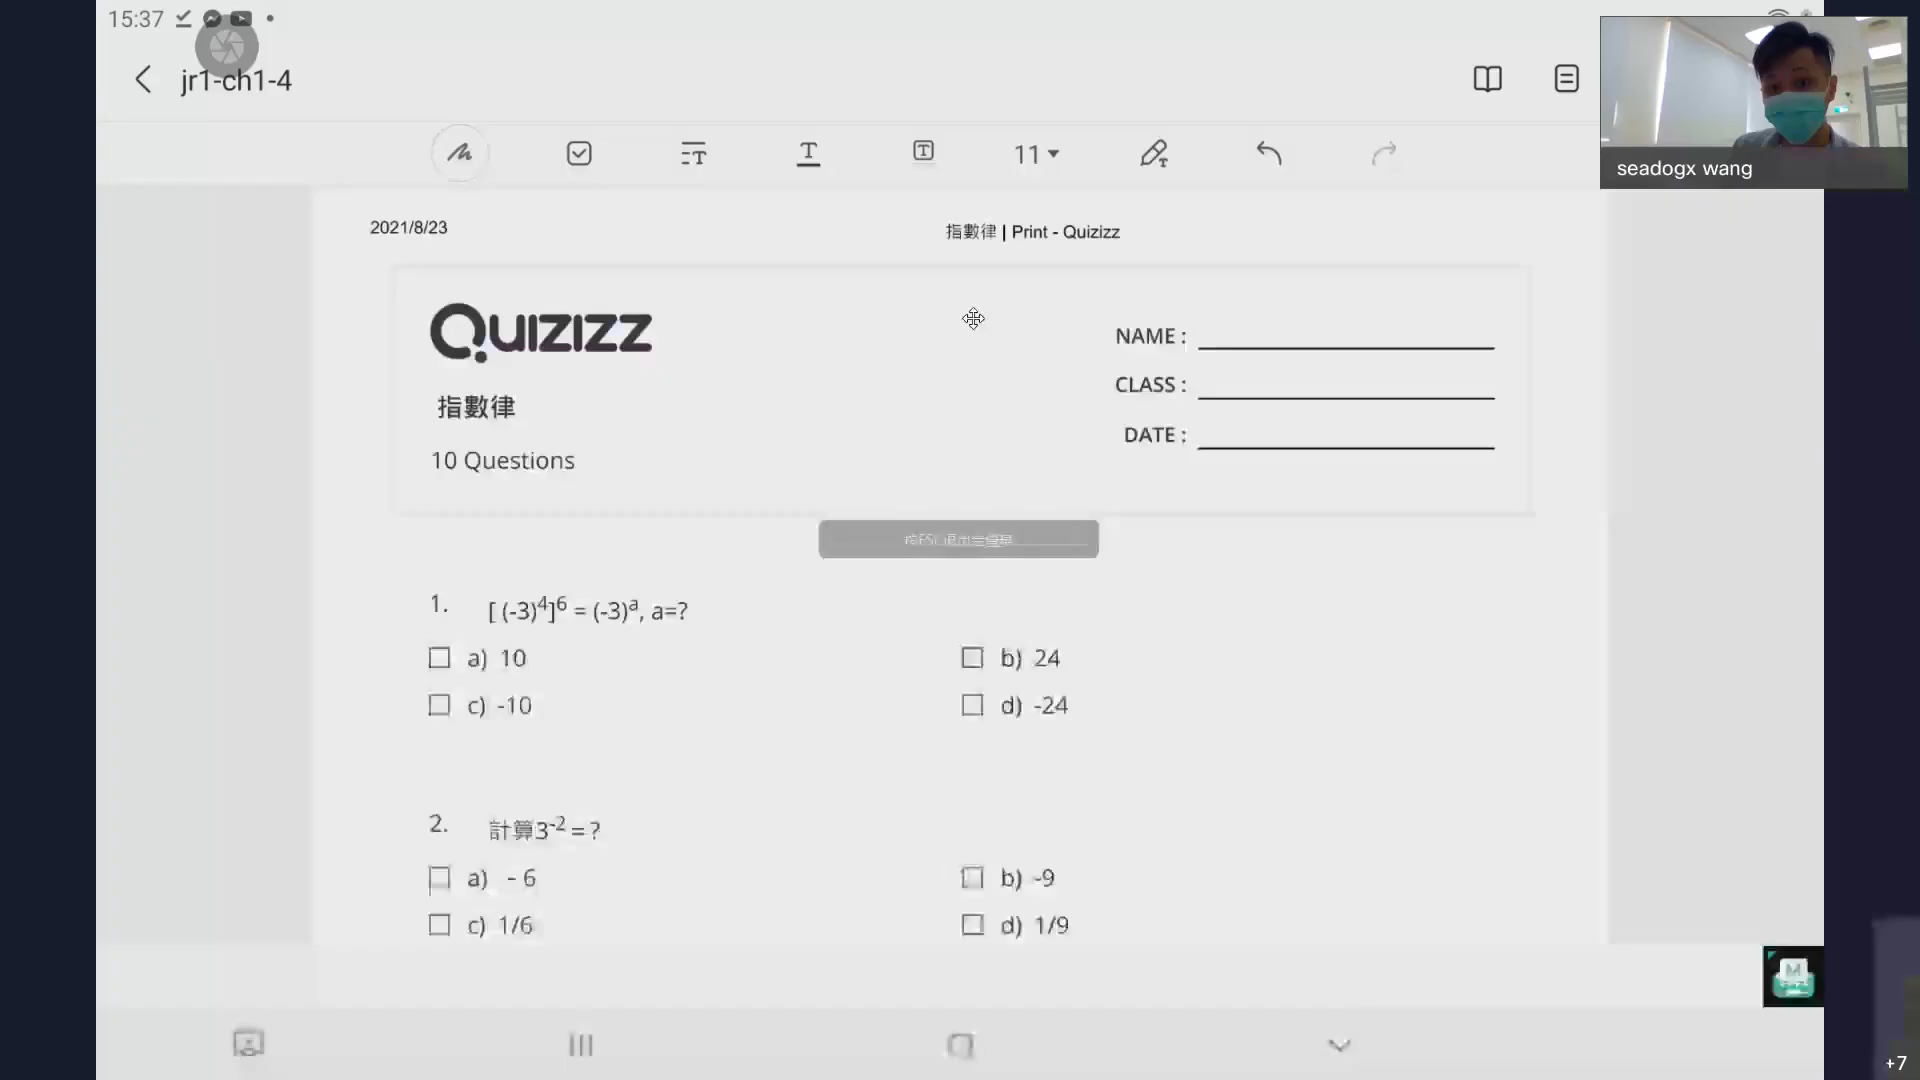 15:37
jr1-ch1-4
11
seadogx wang
2021/8/23
指數律 | Print - Quizizz
Quizizz
NAME :
CLASS :
DATE :
指數律
10 Questions
1. [ (-3)⁴]⁶ = (-3)ᵃ, a=?
a) 10
b) 24
c) -10
d) -24
2. 計算3⁻² = ?
a) - 6
b) -9
c) 1/6
d) 1/9
M
+7